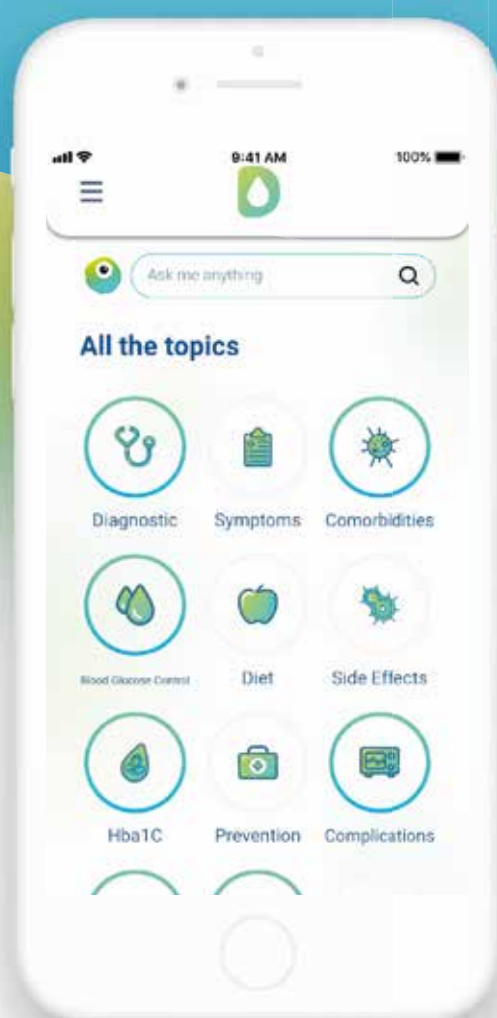 9:41 AM
100%
D
Ask me anything
All the topics
Diagnostic
Symptoms
Comorbidities
Blood Glucose Control
Diet
Side Effects
Hba1C
Prevention
Complications